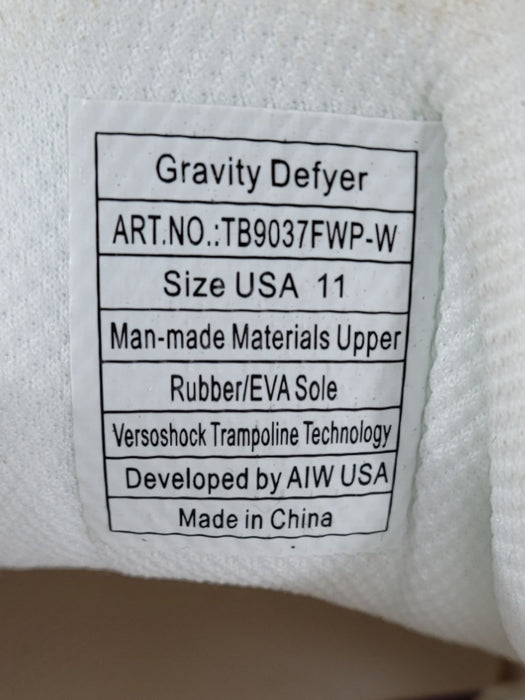 Gravity Defyer
ART.NO.:TB9037FWP-W
Size USA 11
Man-made Materials Upper
Rubber/EVA Sole
Versoshock Trampoline Technology
Developed by AIW USA
Made in China